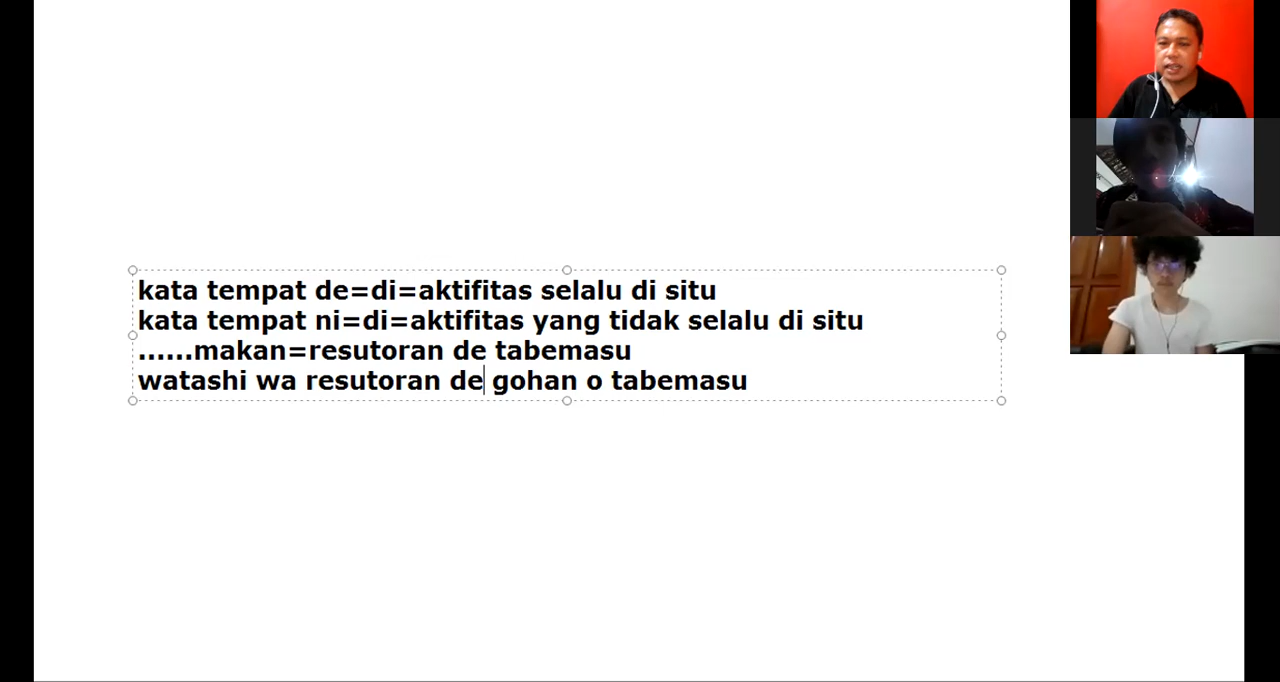 kata tempat de=di=aktifitas selalu di situ
kata tempat ni=di=aktifitas yang tidak selalu di situ
......makan=resutoran de tabemasu
watashi wa resutoran de gohan o tabemasu